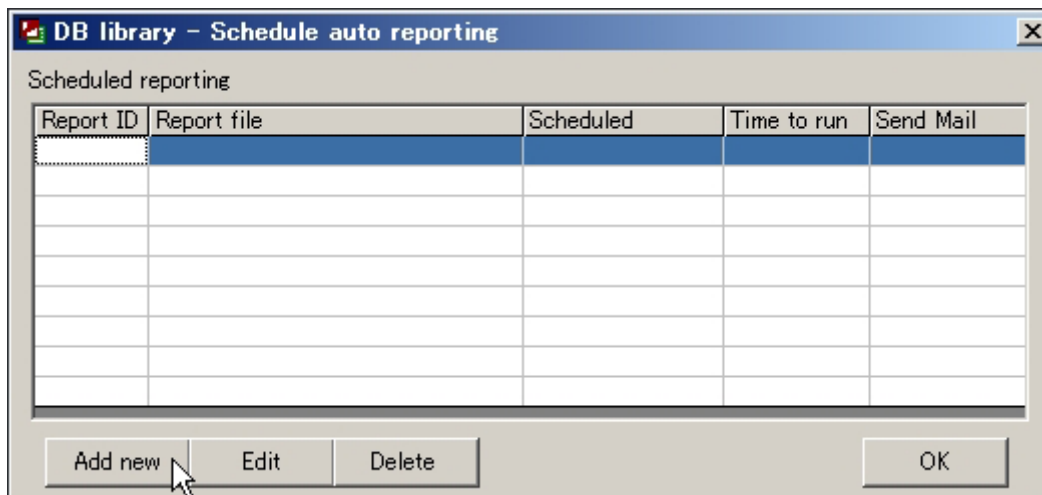 DB library - Schedule auto reporting
Scheduled reporting
Report ID Report file Scheduled Time to run Send Mail
Add new Edit Delete OK